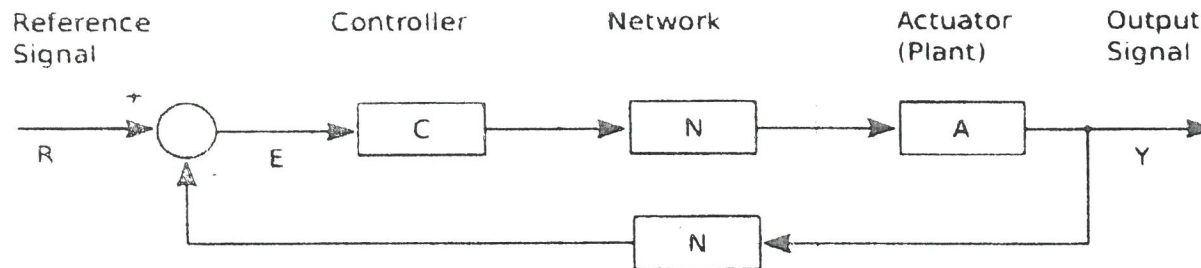 Reference
Signal
Controller
Network
Actuator
(Plant)
Output
Signal
+
R
E
C
N
A
Y
N